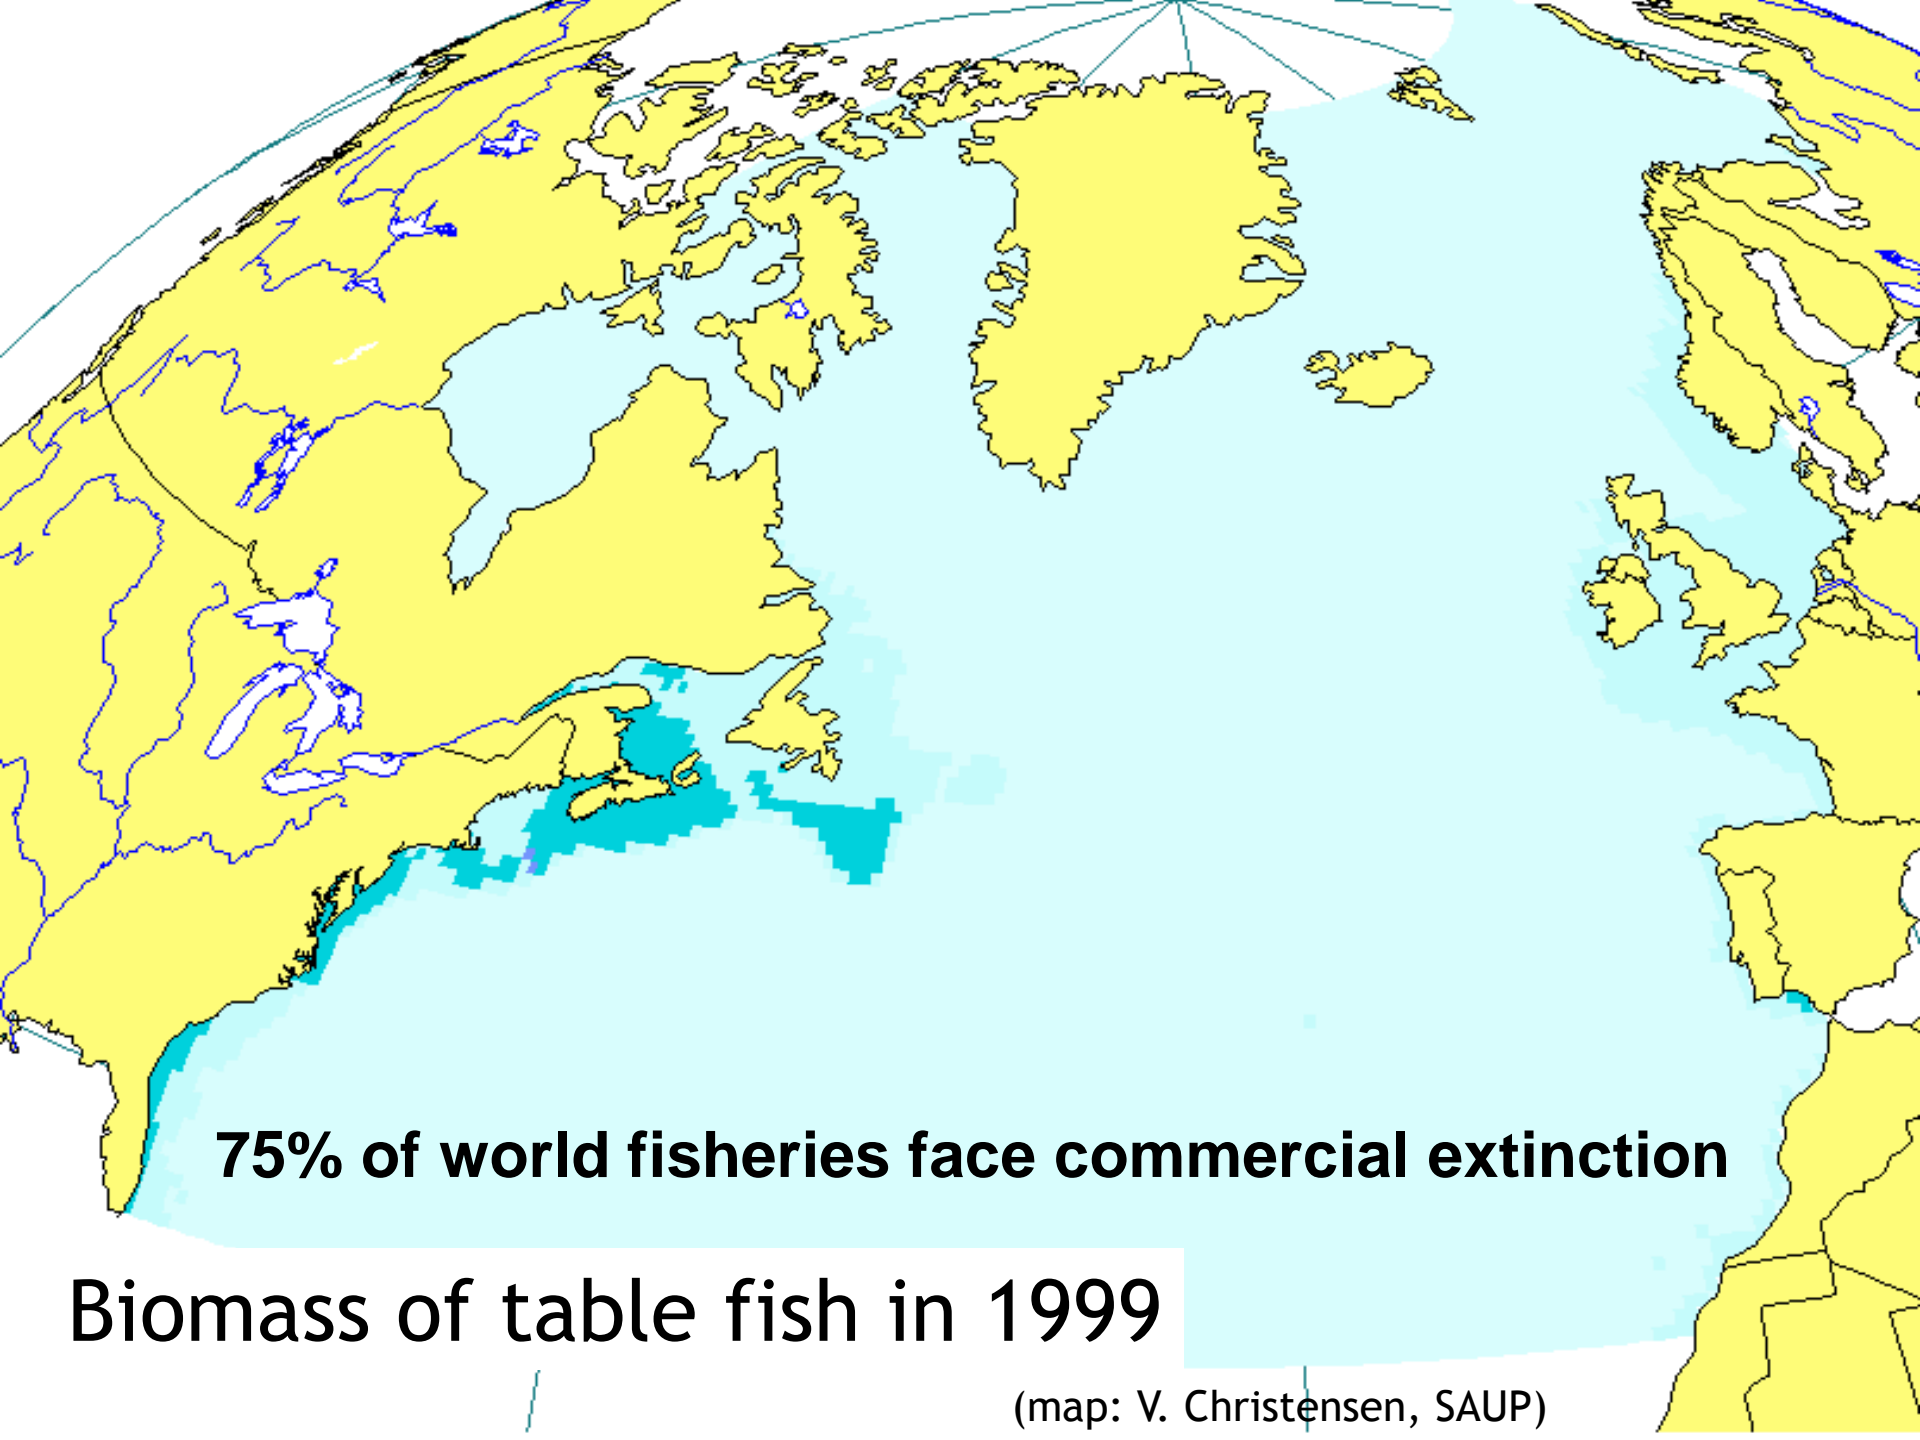 75% of world fisheries face commercial extinction
Biomass of table fish in 1999
(map: V. Christensen, SAUP)